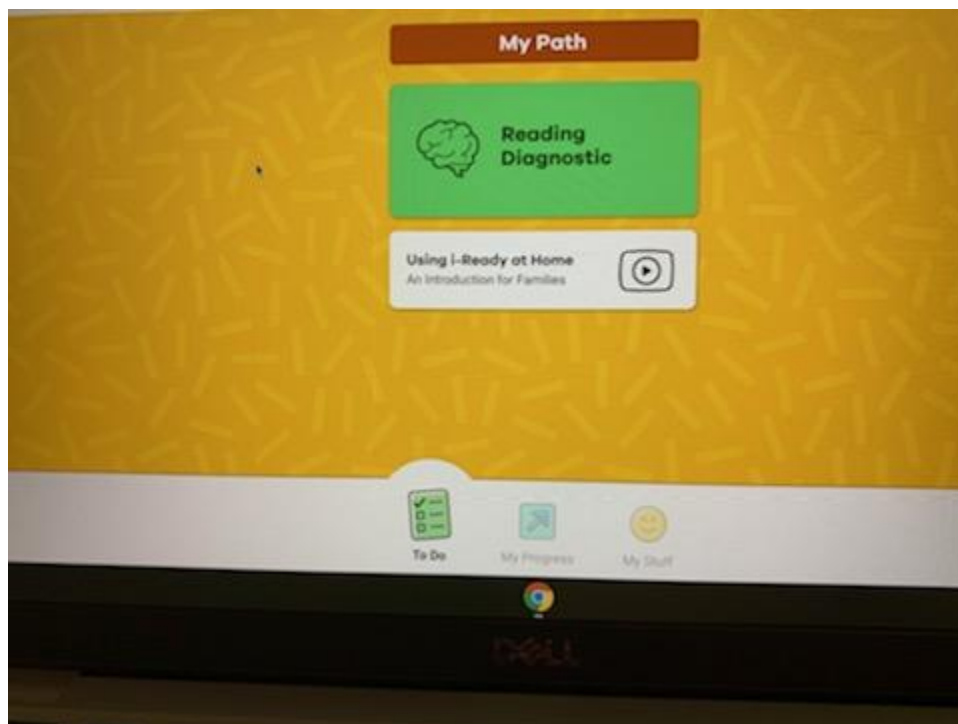 My Path
Reading
Diagnostic
Using i-Ready at Home
An Introduction for Families
To Do
My Progress
My Stuff
DELL